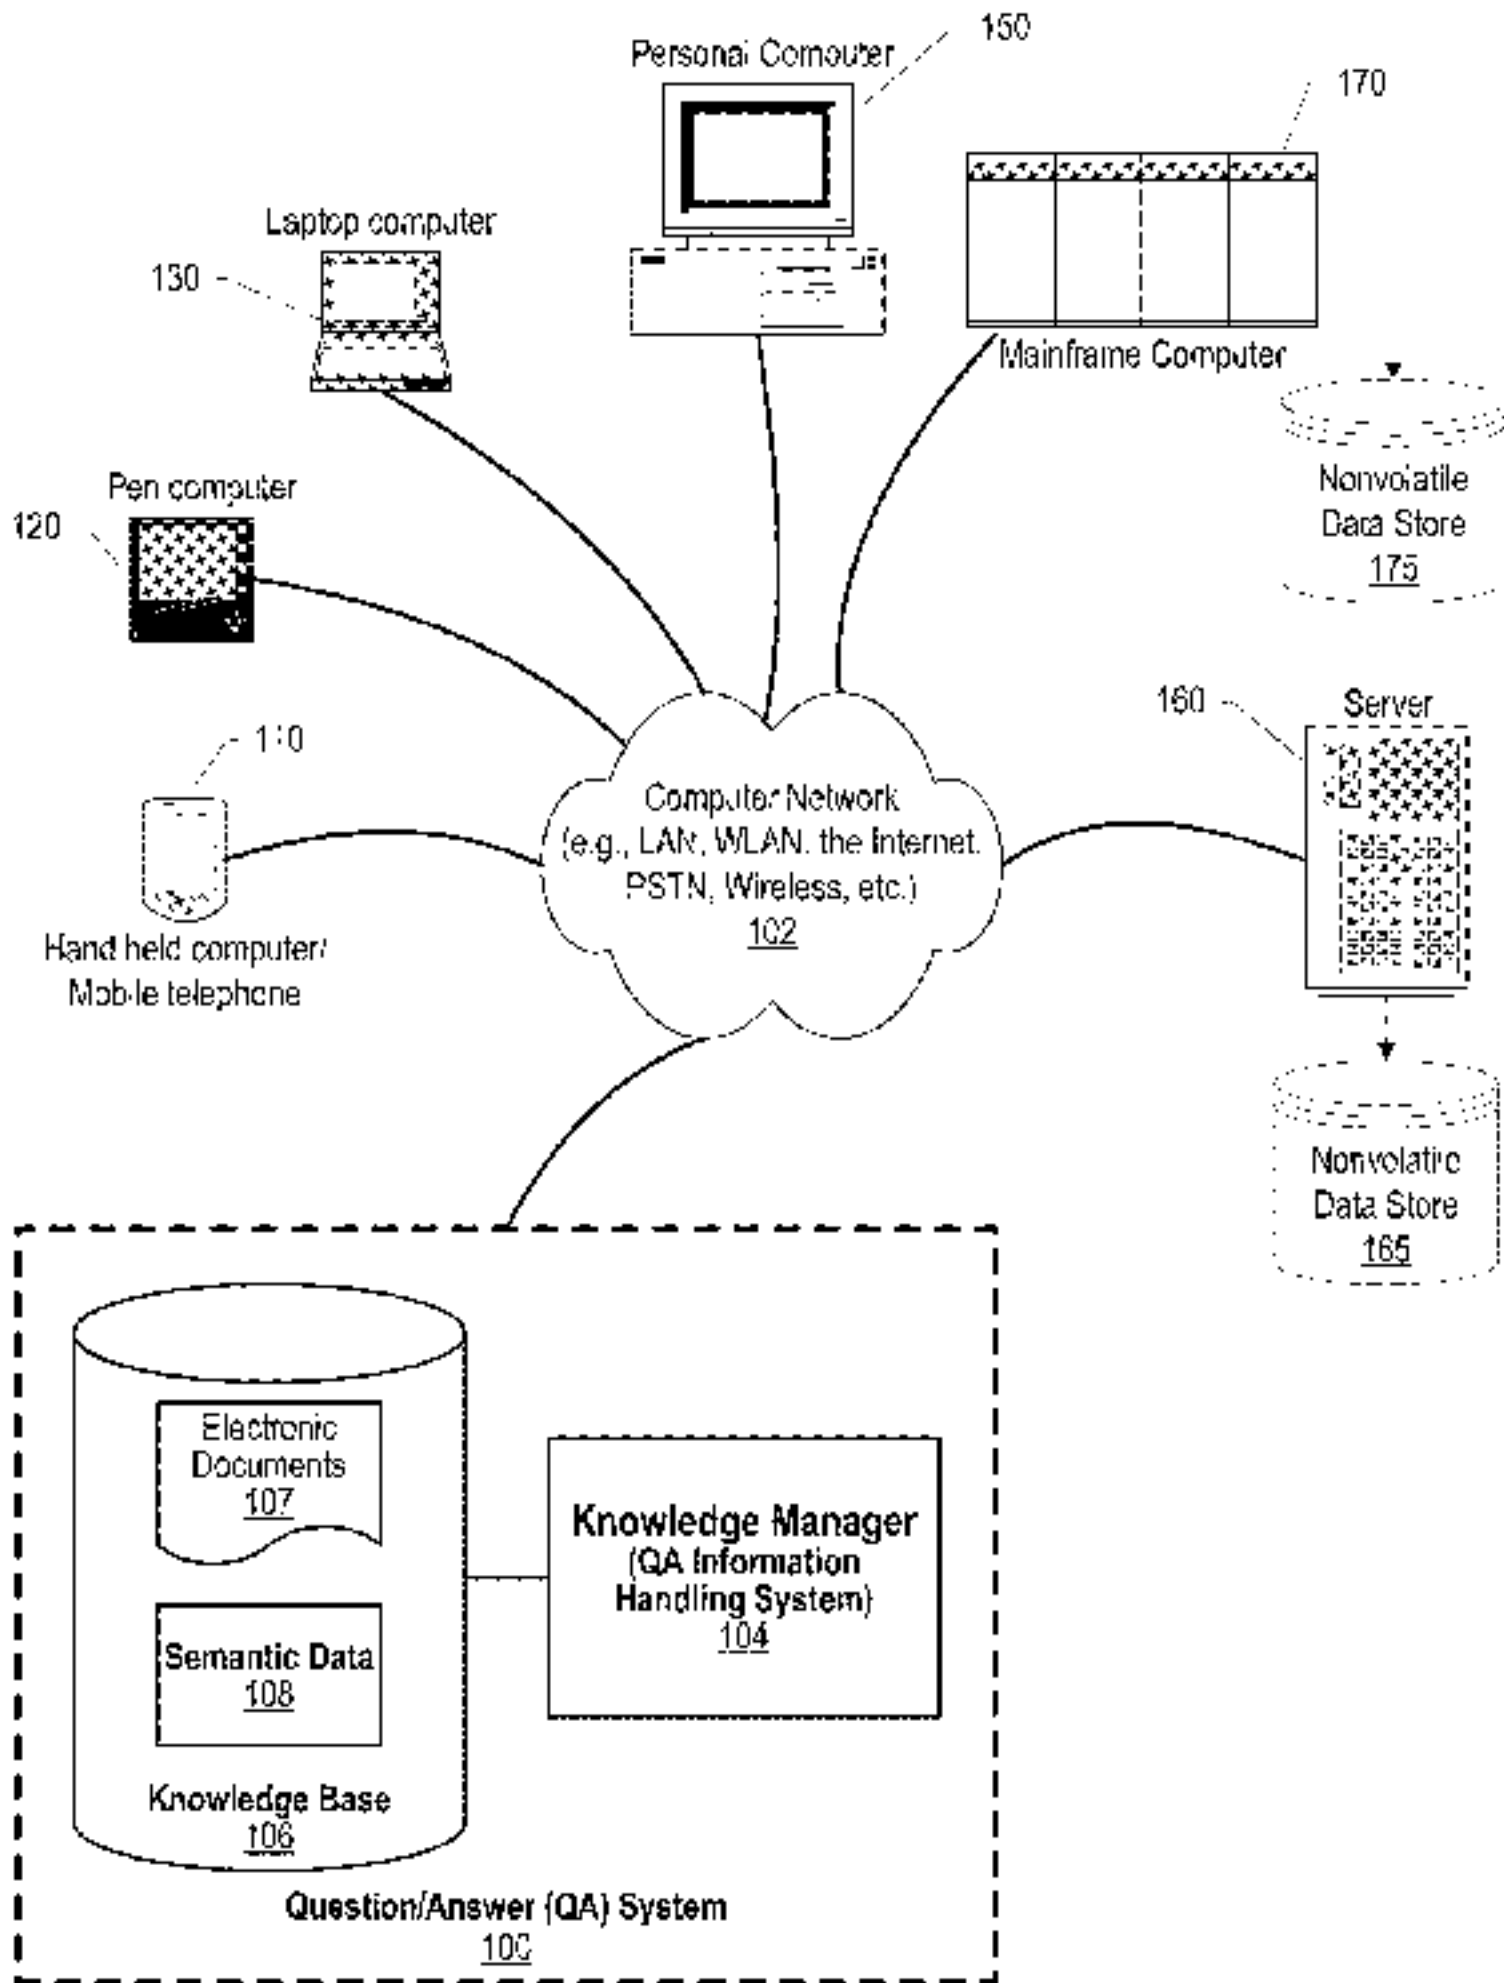 Personal Computer
150
170
Laptop computer
130
Mainframe Computer
Pen computer
120
Nonvolatile
Data Store
175
160
Server
110
Computer Network
(e.g., LAN, WLAN, the Internet,
PSTN, Wireless, etc.)
102
Hand held computer/
Mobile telephone
Nonvolatile
Data Store
165
Electronic
Documents
107
Knowledge Manager
(QA Information
Handling System)
104
Semantic Data
108
Knowledge Base
106
Question/Answer (QA) System
100